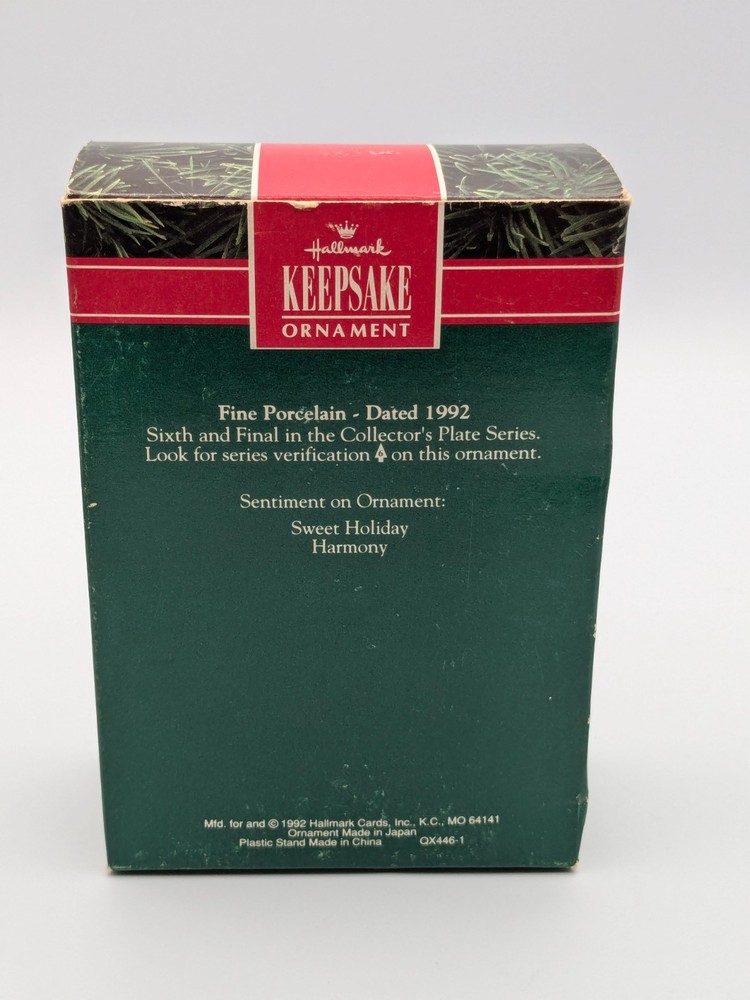 Hallmark
KEEPSAKE
ORNAMENT
Fine Porcelain - Dated 1992
Sixth and Final in the Collector's Plate Series.
Look for series verification 6 on this ornament.
Sentiment on Ornament:
Sweet Holiday
Harmony
Mfd. for and © 1992 Hallmark Cards, Inc., K.C., MO 64141
Ornament Made in Japan
Plastic Stand Made in China QX446-1